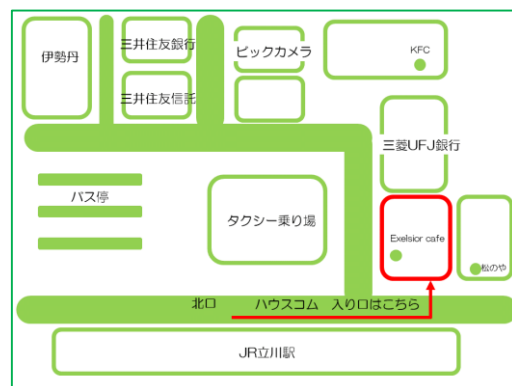 伊勢丹
三井住友銀行
三井住友信託
ビックカメラ
KFC
三菱UFJ銀行
バス停
タクシー乗り場
Exelsior cafe
松のや
北口 ハウスコム 入り口はこちら
JR立川駅